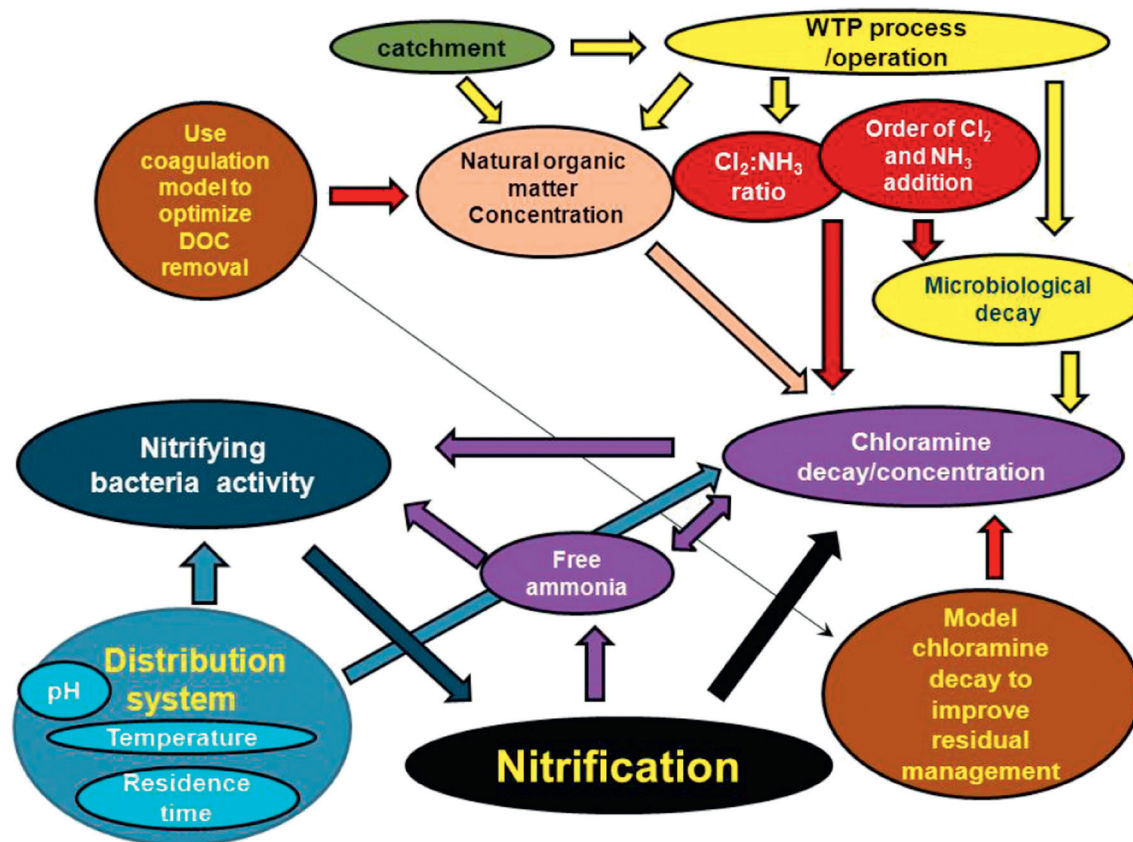 catchment
WTP process
/operation
Use
coagulation
model to
optimize
DOC
removal
Natural organic
matter
Concentration
Cl₂:NH₃
ratio
Order of Cl₂
and NH₃
addition
Microbiological
decay
Nitrifying
bacteria activity
Chloramine
decay/concentration
Free
ammonia
Distribution
system
pH
Temperature
Residence
time
Nitrification
Model
chloramine
decay to
improve
residual
management